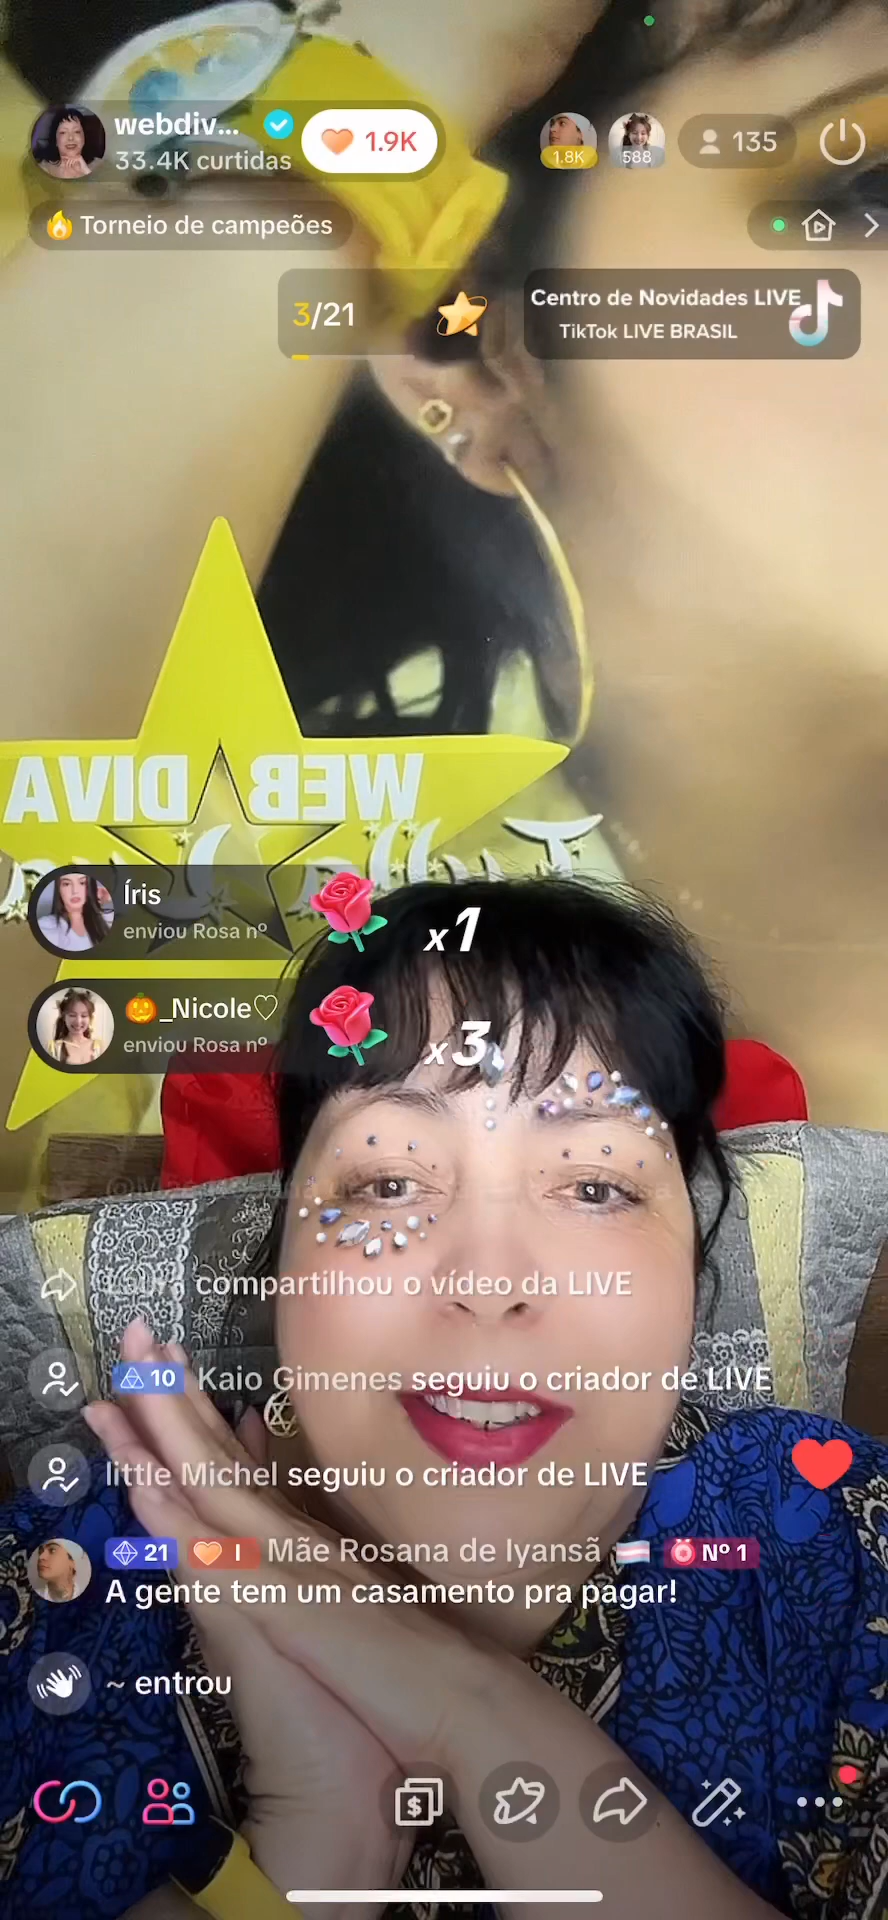 webdiv...
33.4K curtidas
1.9K
1.8K
588
135
Torneio de campeões
3/21
Centro de Novidades LIVE
TikTok LIVE BRASIL
WEB DIVA
Íris
enviou Rosa nº
x1
_Nicole♡
enviou Rosa nº
x3
compartilhou o vídeo da LIVE
10 Kaio Gimenes seguiu o criador de LIVE
little Michel seguiu o criador de LIVE
21 I Mãe Rosana de Iyansã Nº 1
A gente tem um casamento pra pagar!
~ entrou